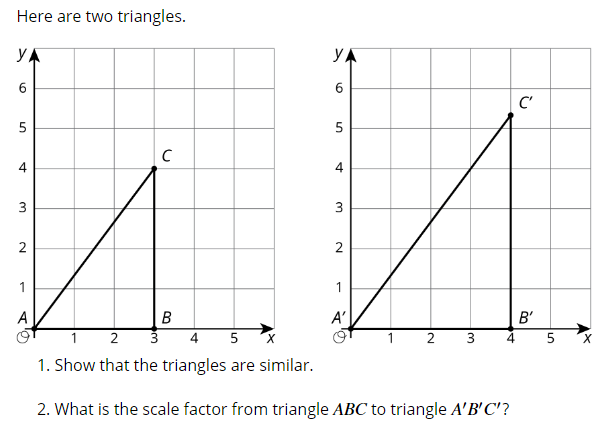 Here are two triangles.
y
6
5
4
3
2
1
A
O
C
B
1 2 3 4 5 x
y
6
5
4
3
2
1
A'
O
C'
B'
1 2 3 4 5 x
1. Show that the triangles are similar.
2. What is the scale factor from triangle ABC to triangle A'B'C'?